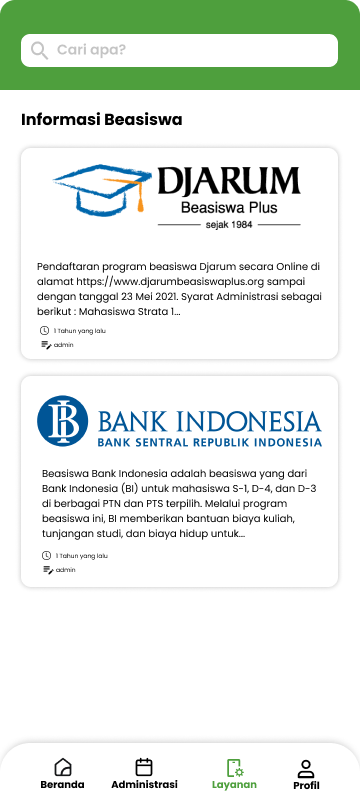 Cari apa?
Informasi Beasiswa
DJARUM
Beasiswa Plus
sejak 1984
Pendaftaran program beasiswa Djarum secara Online di
alamat https://www.djarumbeasiswaplus.org sampai
dengan tanggal 23 Mei 2021. Syarat Administrasi sebagai
berikut : Mahasiswa Strata 1...
1 Tahun yang lalu
admin
BI
BANK INDONESIA
BANK SENTRAL REPUBLIK INDONESIA
Beasiswa Bank Indonesia adalah beasiswa yang dari
Bank Indonesia (BI) untuk mahasiswa S-1, D-4, dan D-3
di berbagai PTN dan PTS terpilih. Melalui program
beasiswa ini, BI memberikan bantuan biaya kuliah,
tunjangan studi, dan biaya hidup untuk...
1 Tahun yang lalu
admin
Beranda Administrasi Layanan Profil